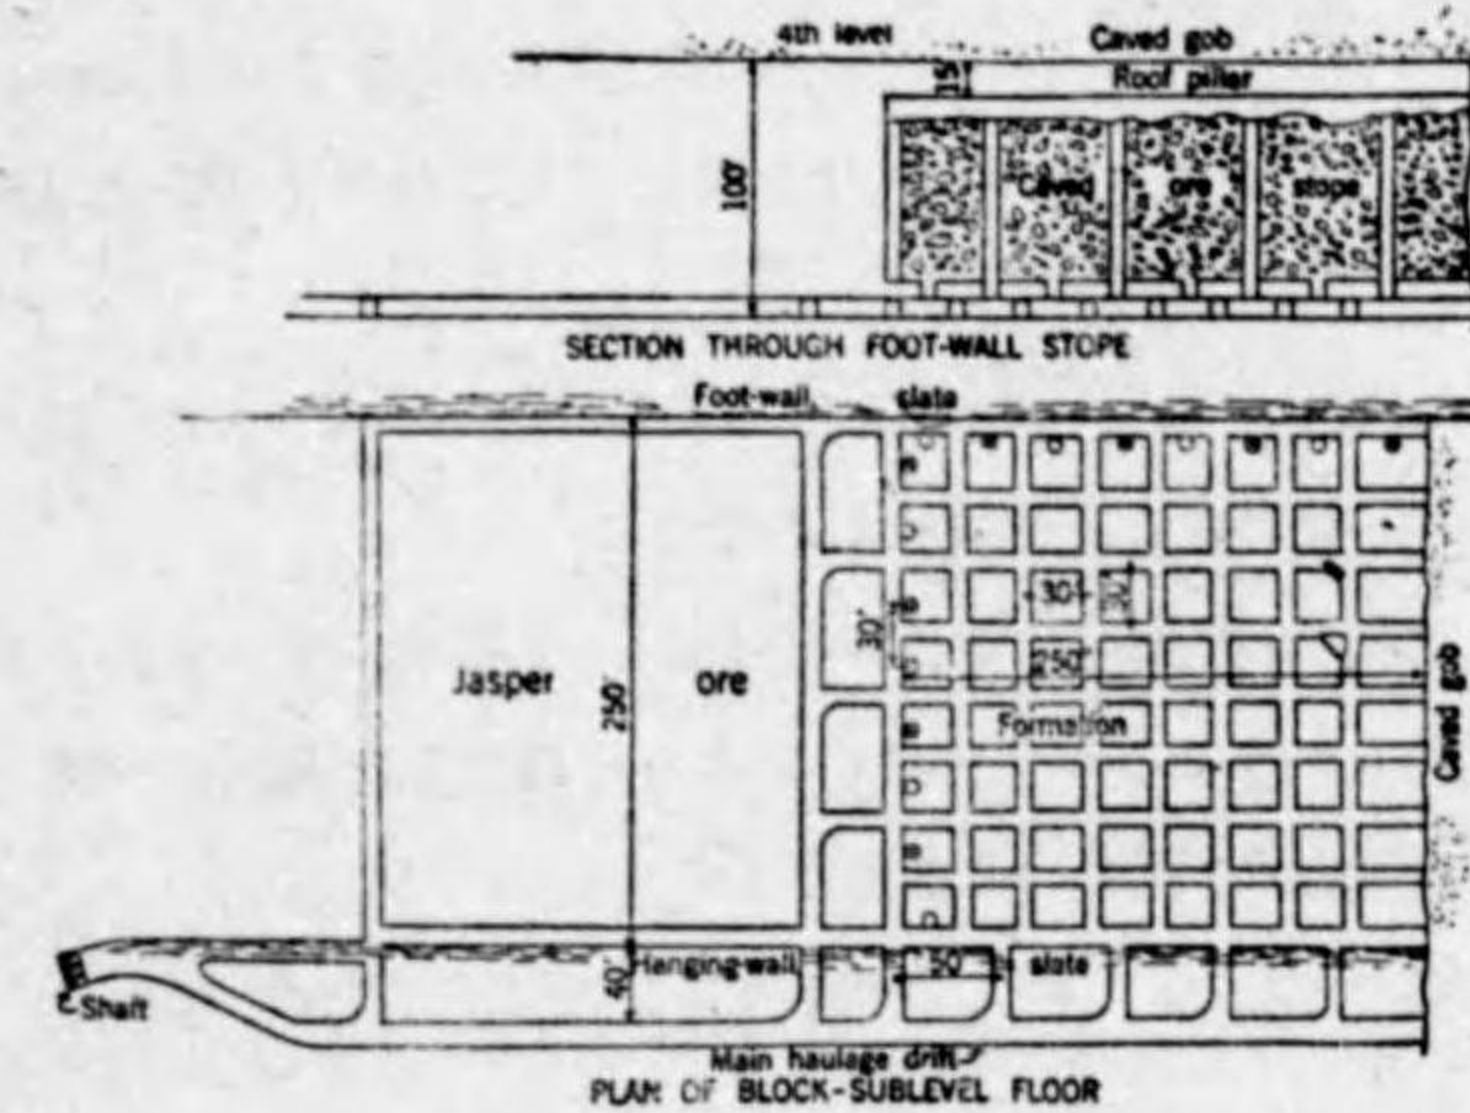 4th level
Caved gob
15'
Roof pillar
100'
Caved ore stope
SECTION THROUGH FOOT-WALL STOPE
Foot-wall slate
30'
30'
30'
250'
Jasper ore
250'
Formation
Caved gob
Hanging-wall slate
50'
40'
Shaft
Main haulage drift
PLAN OF BLOCK-SUBLEVEL FLOOR